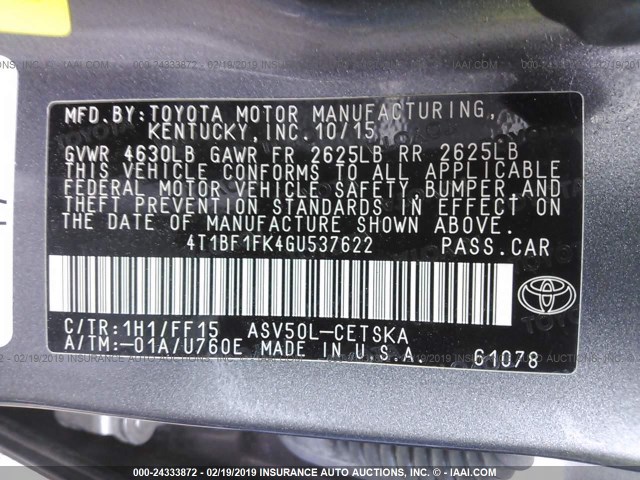 MFD.BY:TOYOTA MOTOR MANUFACTURING,
KENTUCKY,INC.10/15
GVWR 4630LB GAWR FR 2625LB RR 2625LB
THIS VEHICLE CONFORMS TO ALL APPLICABLE
FEDERAL MOTOR VEHICLE SAFETY, BUMPER,AND
THEFT PREVENTION STANDARDS IN EFFECT ON
THE DATE OF MANUFACTURE SHOWN ABOVE.
4T1BF1FK4GU537622 PASS.CAR
C/TR:1H1/FF15 ASV50L-CETSKA
A/TM:-01A/U760E MADE IN U.S.A
61078
TOYOTA
000-24333872 - 02/19/2019 INSURANCE AUTO AUCTIONS, INC. - © - IAAI.COM